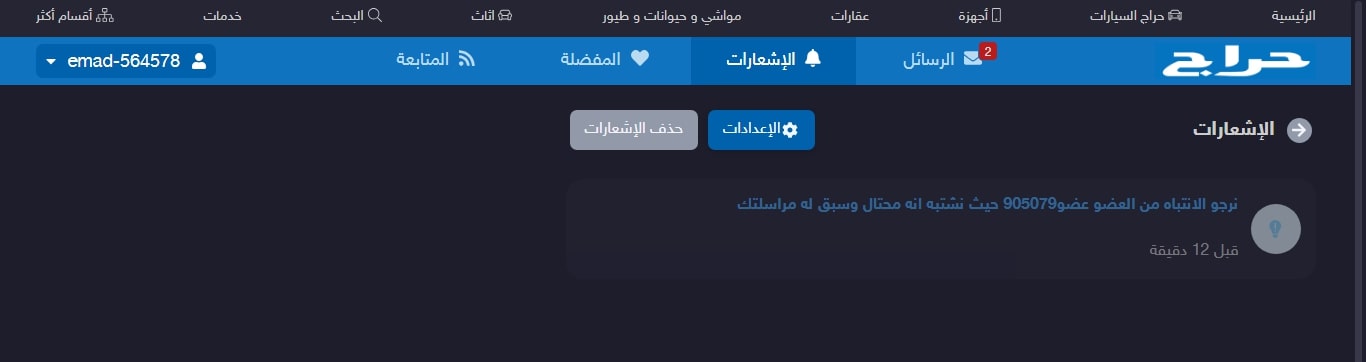 الرئيسية
حراج السيارات
أجهزة
عقارات
مواشي و حيوانات و طيور
اثاث
البحث
خدمات
أقسام أكثر
حراج
2
الرسائل
الإشعارات
المفضلة
المتابعة
emad-564578
الإشعارات
الإعدادات
حذف الإشعارات
نرجو الانتباه من العضو عضو905079 حيث نشتبه انه محتال وسبق له مراسلتك
قبل 12 دقيقة